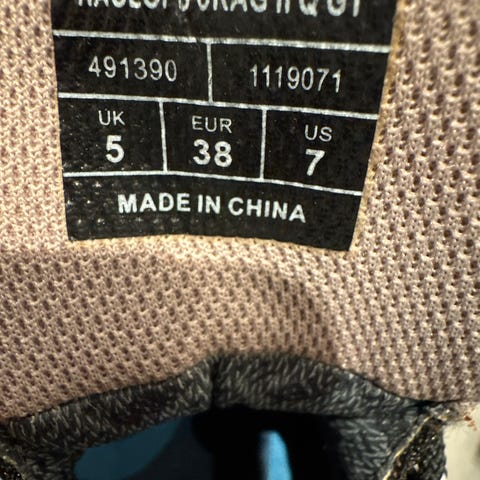 491390 1119071
UK EUR US
5 38 7
MADE IN CHINA